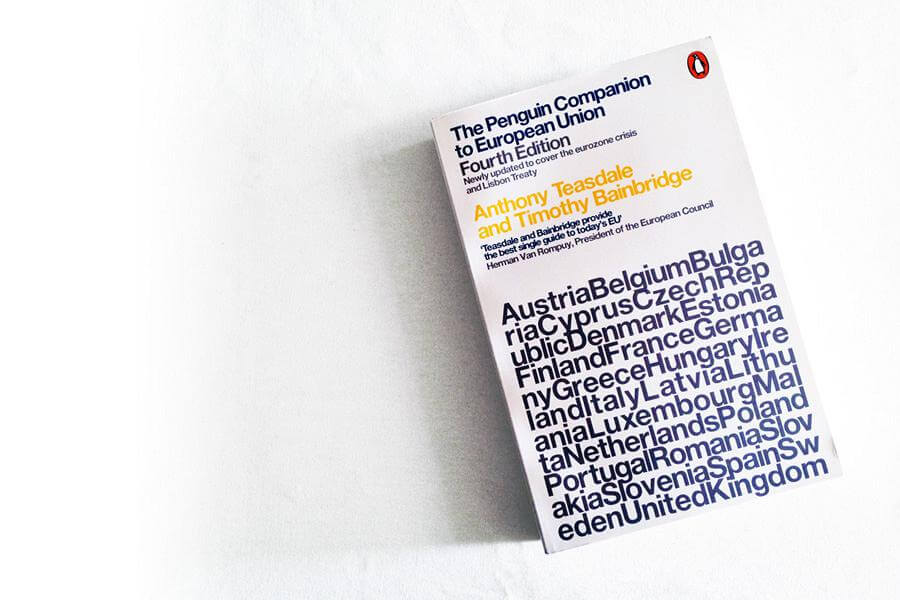 The Penguin Companion
to European Union
Fourth Edition
Newly updated to cover the eurozone crisis
and Lisbon Treaty
Anthony Teasdale
and Timothy Bainbridge
'Teasdale and Bainbridge provide
the best single guide to today's EU'
Herman Van Rompuy, President of the European Council
AustriaBelgiumBulga
riaCyprusCzechRep
ublicDenmarkEstonia
FinlandFranceGerma
nyGreeceHungaryIre
landItalyLatviaLithu
aniaLuxembourgMal
taNetherlandsPoland
PortugalRomaniaSlov
akiaSloveniaSpainSw
edenUnitedKingdom